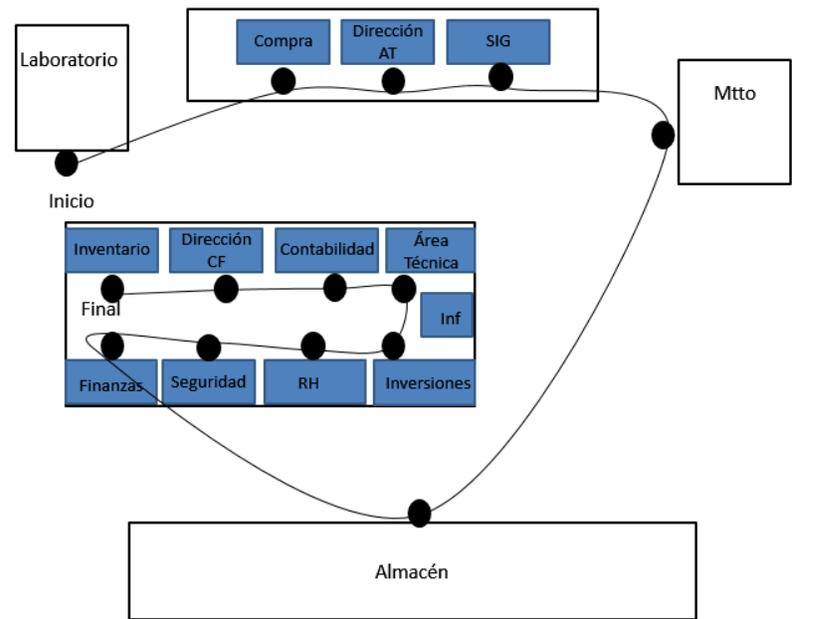 Laboratorio
Compra
Dirección
AT
SIG
Mtto
Inicio
Inventario
Dirección
CF
Contabilidad
Área
Técnica
Final
Inf
Finanzas
Seguridad
RH
Inversiones
Almacén